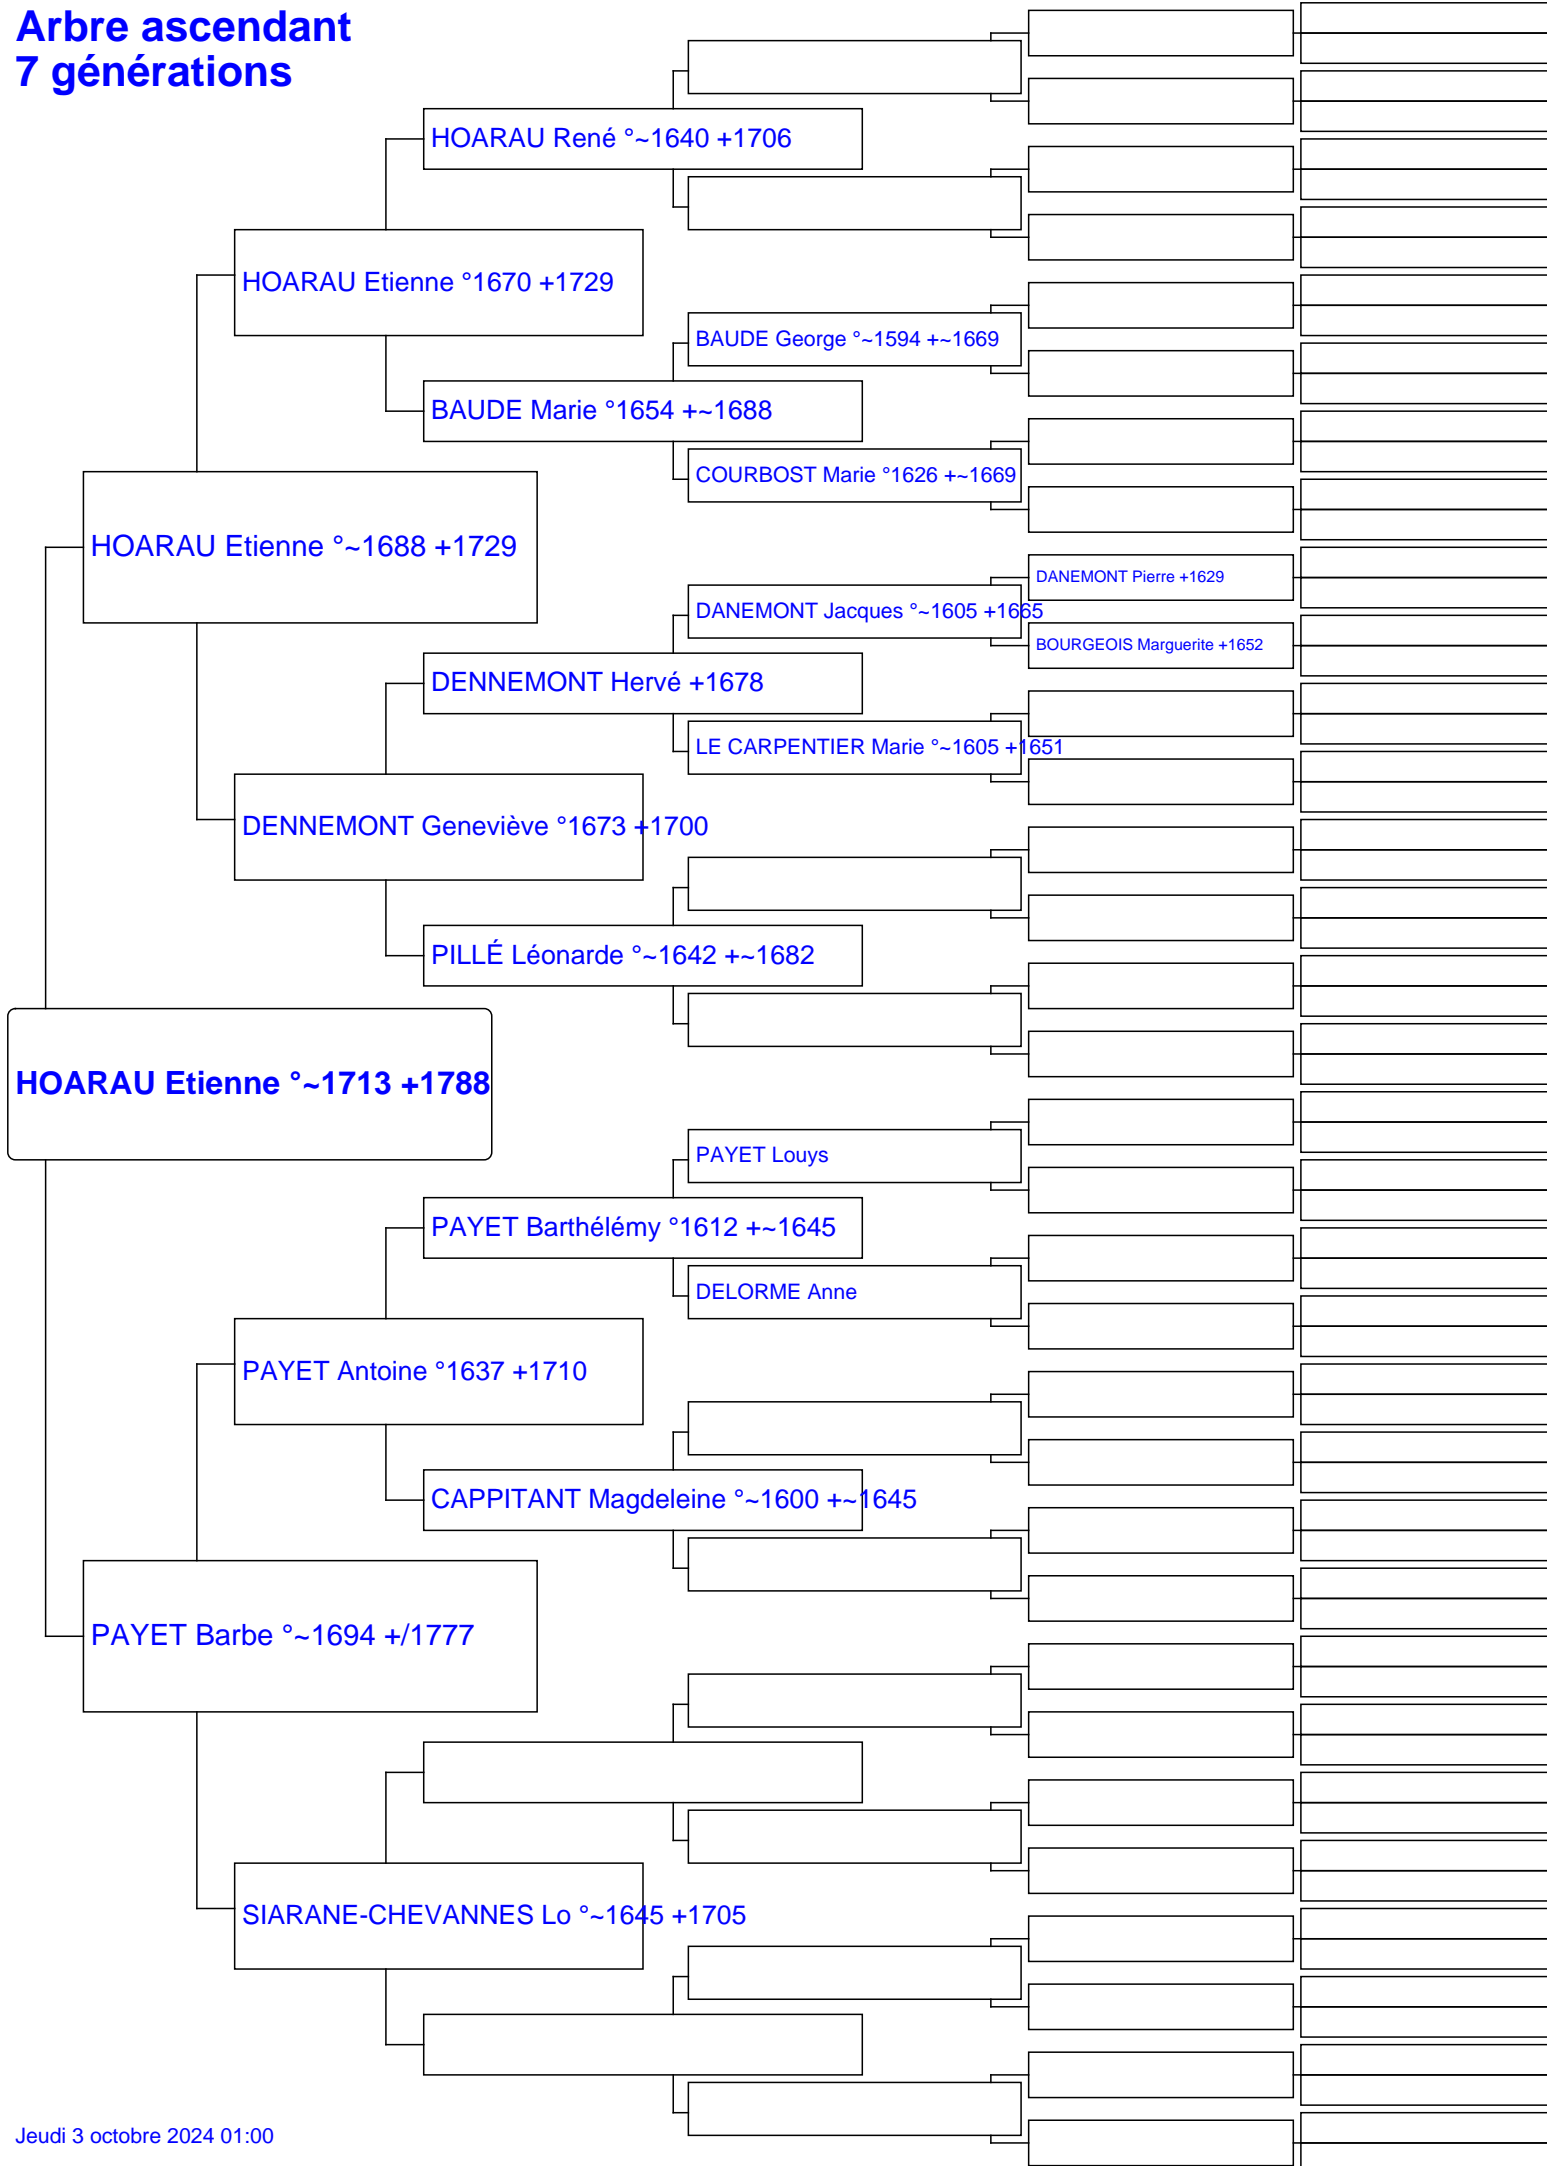 Arbre ascendant
7 générations
HOARAU René °~1640 +1706
HOARAU Etienne °1670 +1729
BAUDE George °~1594 +~1669
BAUDE Marie °1654 +~1688
COURBOST Marie °1626 +~1669
HOARAU Etienne °~1688 +1729
DANEMONT Pierre +1629
DANEMONT Jacques °~1605 +1665
BOURGEOIS Marguerite +1652
DENNEMONT Hervé +1678
LE CARPENTIER Marie °~1605 +1651
DENNEMONT Geneviève °1673 +1700
PILLÉ Léonarde °~1642 +~1682
HOARAU Etienne °~1713 +1788
PAYET Louys
PAYET Barthélémy °1612 +~1645
DELORME Anne
PAYET Antoine °1637 +1710
CAPPITANT Magdeleine °~1600 +~1645
PAYET Barbe °~1694 +/1777
SIARANE-CHEVANNES Lo °~1645 +1705
Jeudi 3 octobre 2024 01:00